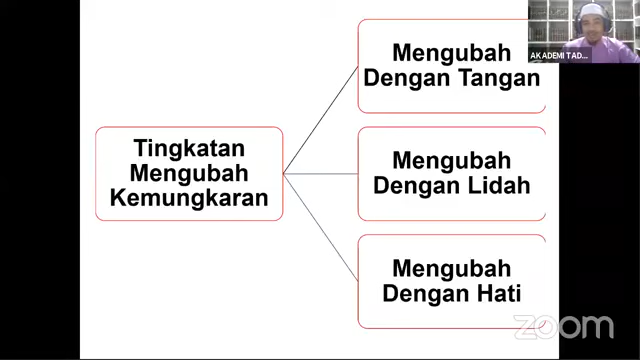 Tingkatan
Mengubah
Kemungkaran
Mengubah
Dengan Tangan
Mengubah
Dengan Lidah
Mengubah
Dengan Hati
AKADEMI TAD...
zoom